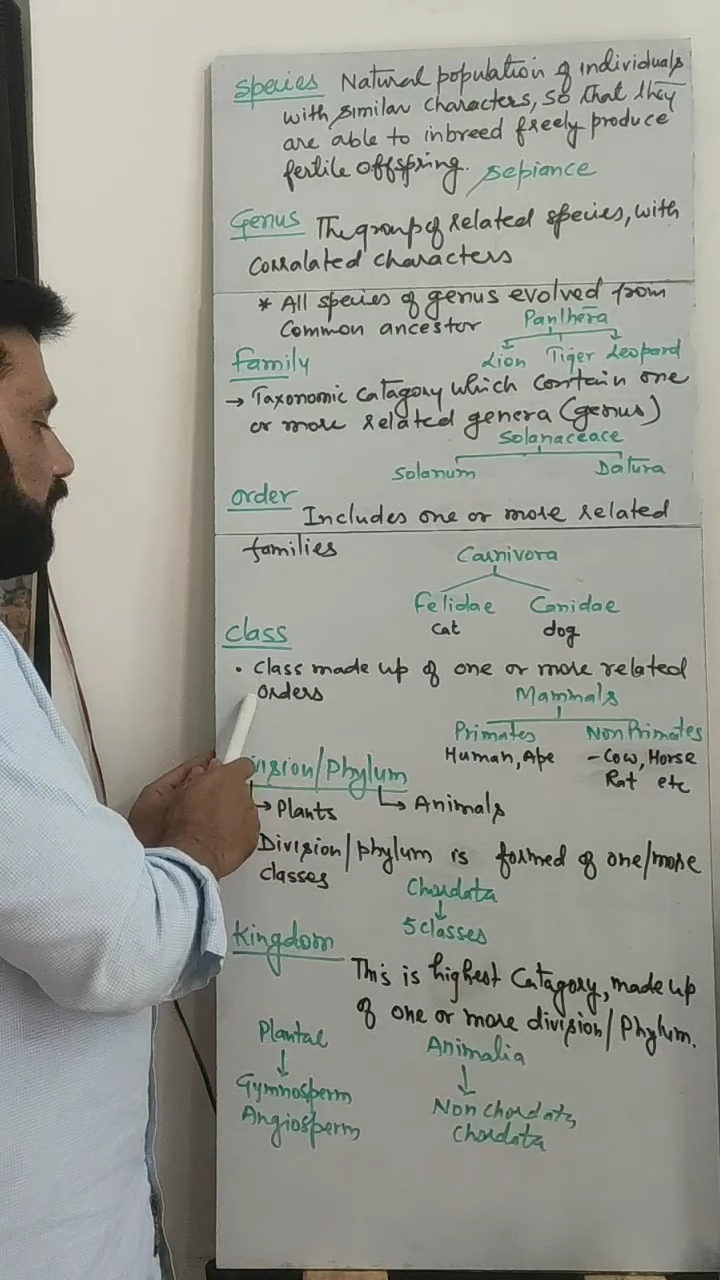 Species Natural population of individuals
with similar characters, so that they
are able to inbreed freely produce
fertile offspring. Sepiance
Genus The group of related species, with
Corralated characters
* All species of genus evolved from
Common ancestor
Panthera
Lion Tiger Leopard
family
→ Taxonomic Catagory which contain one
or more related genera (genus)
Solanaceace
Solanum Datura
order
Includes one or more related
families
Carnivora
Felidae Canidae
cat dog
Class
• Class made up of one or more related
orders
Mammals
Primates Non Primates
Human, Ape - Cow, Horse
Rat etc
vision/Phylum
→ Plants → Animals
Division/phylum is formed of one/more
classes
Chordata
↓
5 classes
Kingdom
This is highest Catagory, made up
of one or more division/Phylum.
Plantae Animalia
↓ ↓
Gymnosperm Non chordata
Angiosperm Chordata